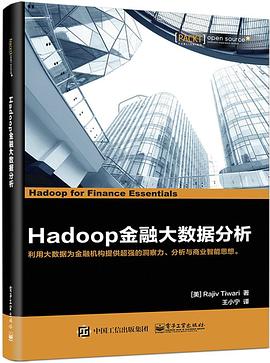 Hadoop金融大数据分析
[PACKT]
PUBLISHING
open source
Hadoop for Finance Essentials
Hadoop金融大数据分析
利用大数据为金融机构提供超强的洞察力、分析与商业智能思想。
[美] Rajiv Tiwari 著
王小宁 译
中国工信出版集团
电子工业出版社